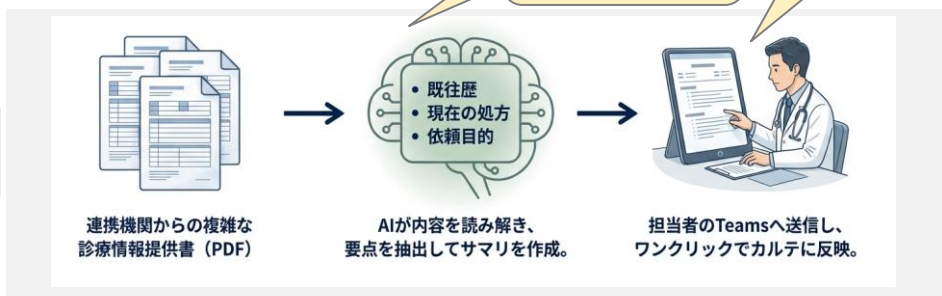 • 既往歴
• 現在の処方
• 依頼目的
連携機関からの複雑な
診療情報提供書（PDF）
AIが内容を読み解き、
要点を抽出してサマリを作成。
担当者のTeamsへ送信し、
ワンクリックでカルテに反映。